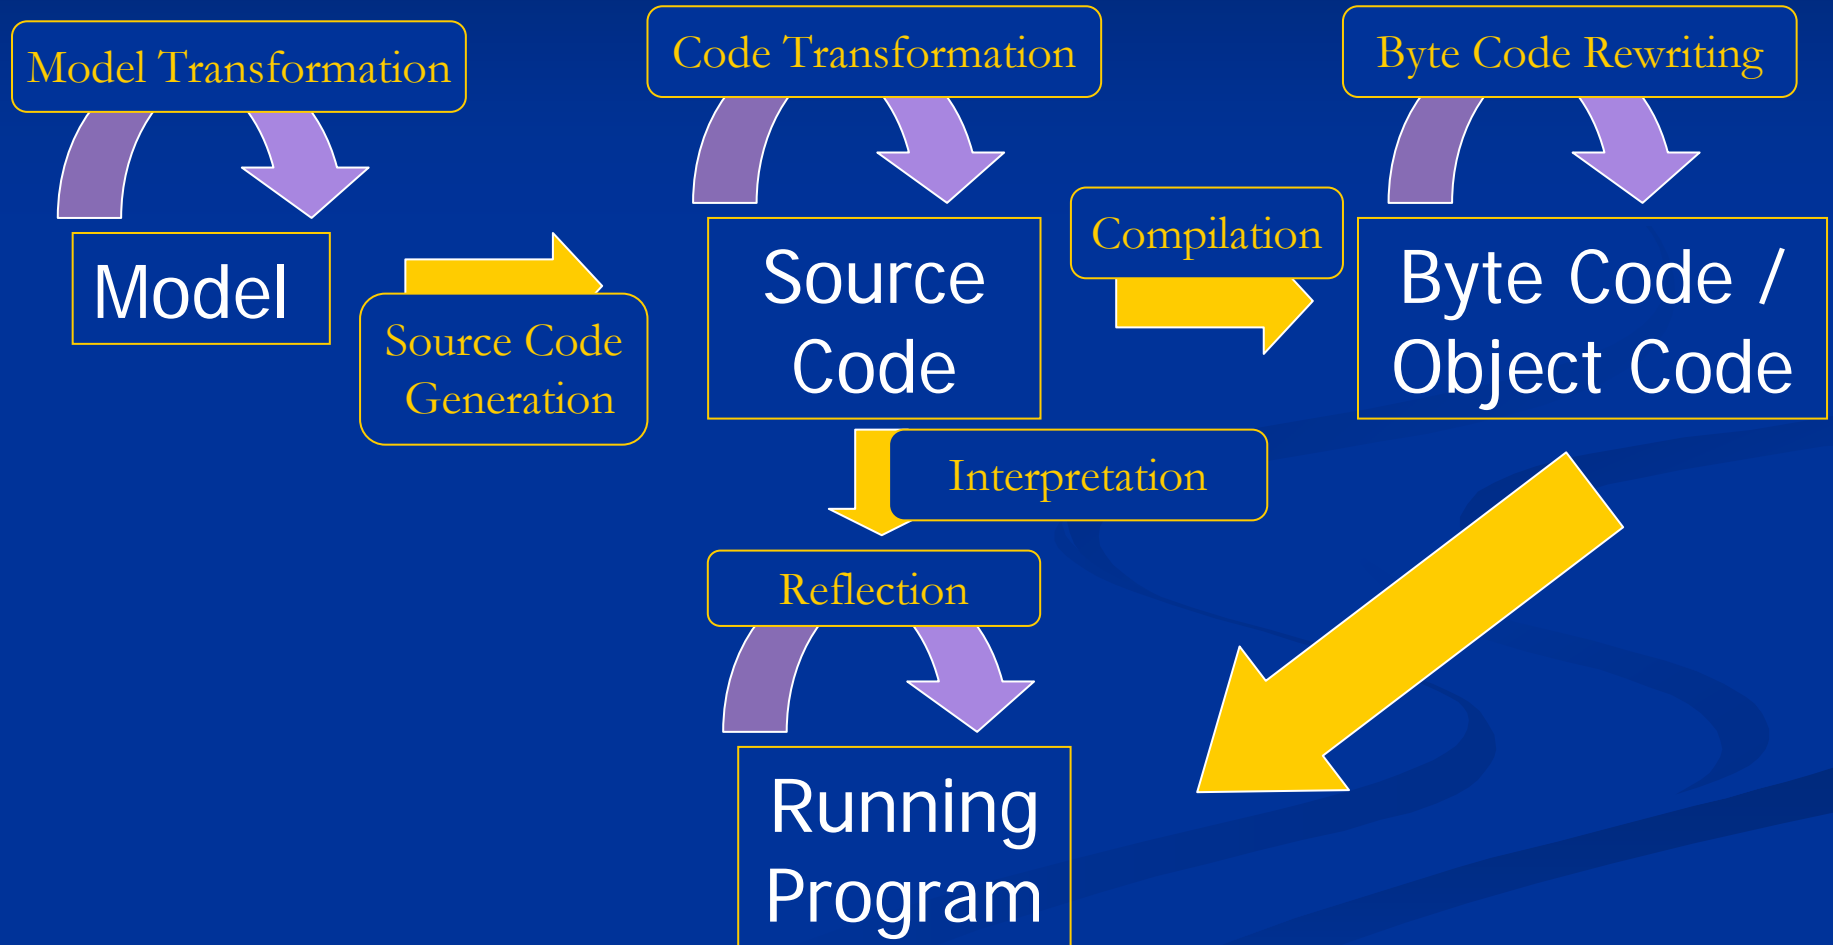 Model Transformation
Code Transformation
Byte Code Rewriting
Model
Source Code
Generation
Source
Code
Compilation
Byte Code /
Object Code
Interpretation
Reflection
Running
Program